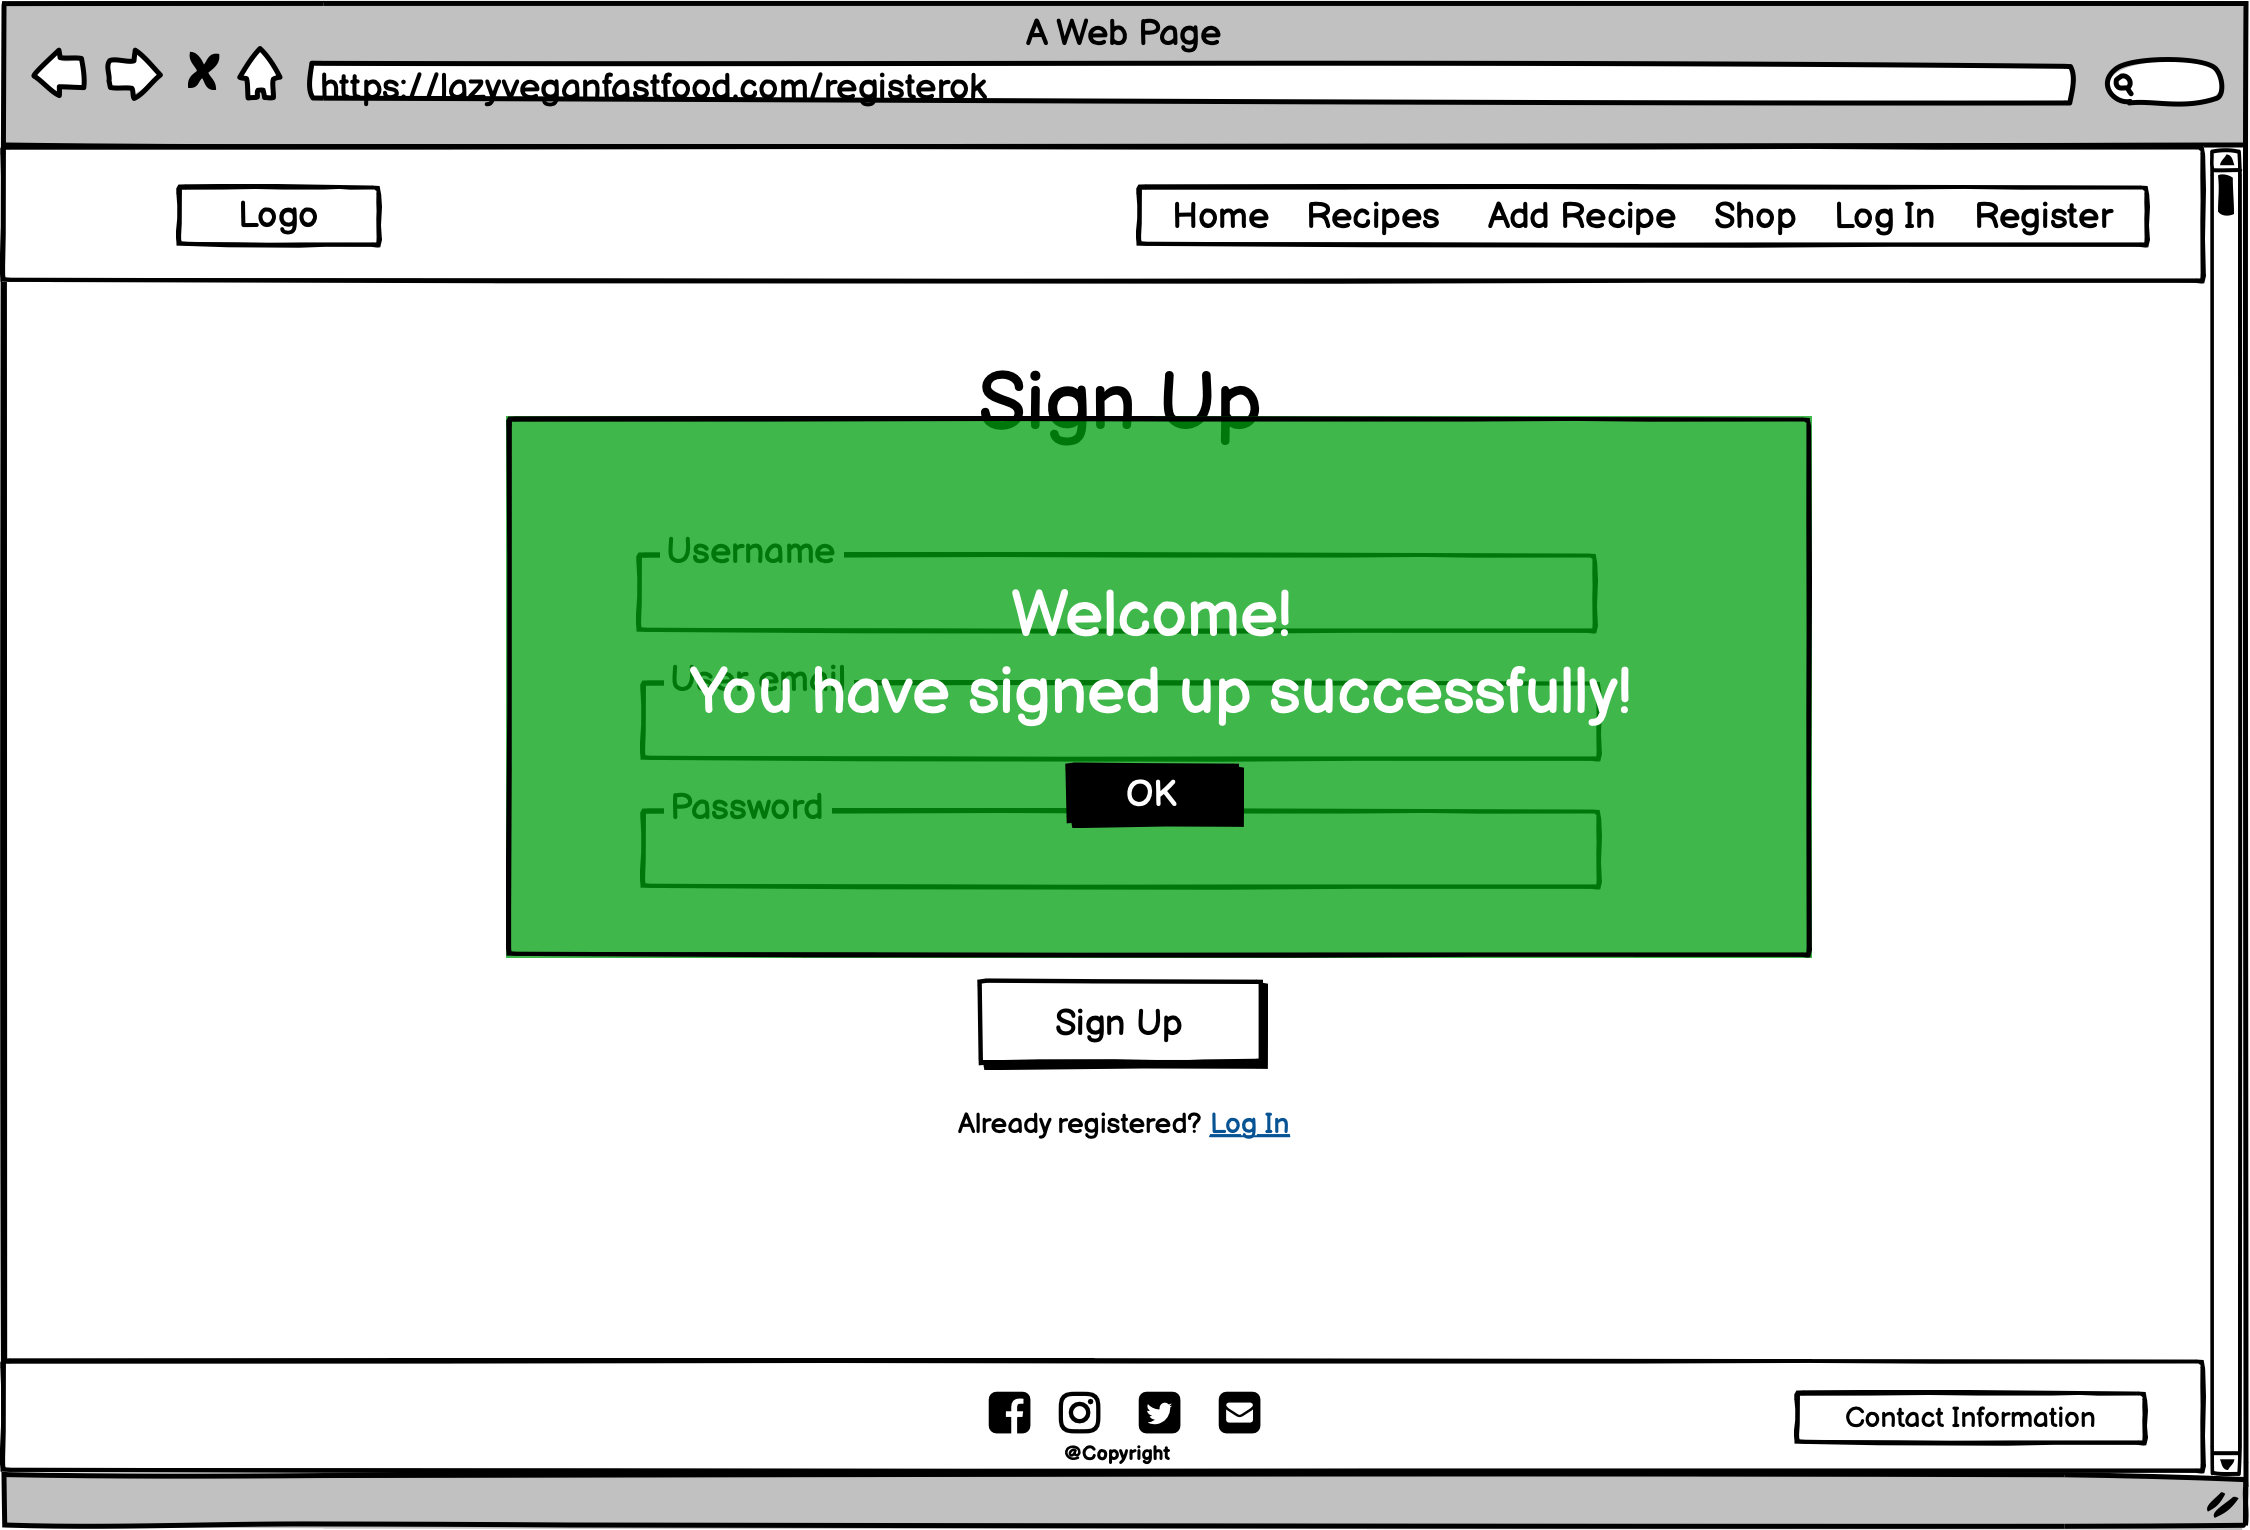 A Web Page
https://lazyveganfastfood.com/registerok
Logo
Home Recipes Add Recipe Shop Log In Register
Sign Up
Username
Welcome!
User email
You have signed up successfully!
OK
Password
Sign Up
Already registered? Log In
@Copyright
Contact Information